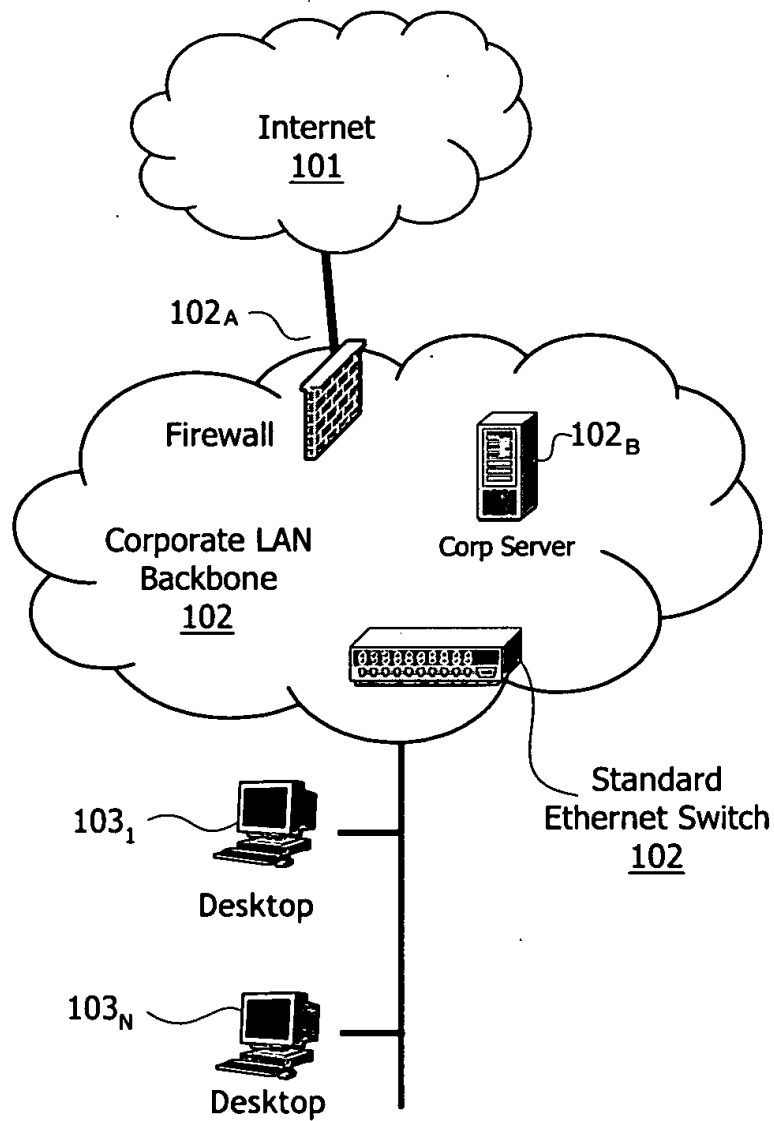 Internet
101
102A
Firewall
102B
Corp Server
Corporate LAN
Backbone
102
Standard
Ethernet Switch
102
1031
Desktop
103N
Desktop